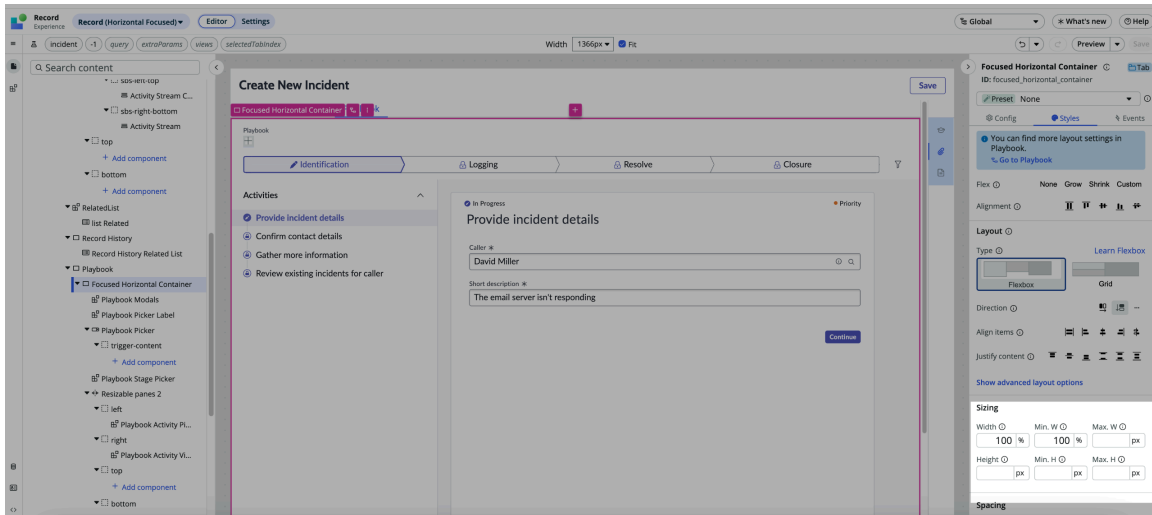 Record
Experience
Record (Horizontal Focused)
Editor
Settings
Global
What's new
Help
incident
-1
query
extraParams
views
selectedTabIndex
Width
1366px
Fit
Preview
Save
Search content
sbs-left-top
Activity Stream C...
sbs-right-bottom
Activity Stream
top
+ Add component
bottom
+ Add component
RelatedList
list Related
Record History
Record History Related List
Playbook
Focused Horizontal Container
Playbook Modals
Playbook Picker Label
Playbook Picker
trigger-content
+ Add component
Playbook Stage Picker
Resizable panes 2
left
Playbook Activity Pi...
right
Playbook Activity Vi...
top
+ Add component
bottom
Create New Incident
Save
Focused Horizontal Container
Playbook
Identification
Logging
Resolve
Closure
Activities
Provide incident details
Confirm contact details
Gather more information
Review existing incidents for caller
In Progress
Priority
Provide incident details
Caller *
David Miller
Short description *
The email server isn't responding
Continue
Focused Horizontal Container
Tab
ID: focused_horizontal_container
Preset None
Config
Styles
Events
You can find more layout settings in
Playbook.
Go to Playbook
Flex
None Grow Shrink Custom
Alignment
Layout
Type
Learn Flexbox
Flexbox
Grid
Direction
Align items
Justify content
Show advanced layout options
Sizing
Width Min. W Max. W
100 % 100 % px
Height Min. H Max. H
px px px
Spacing